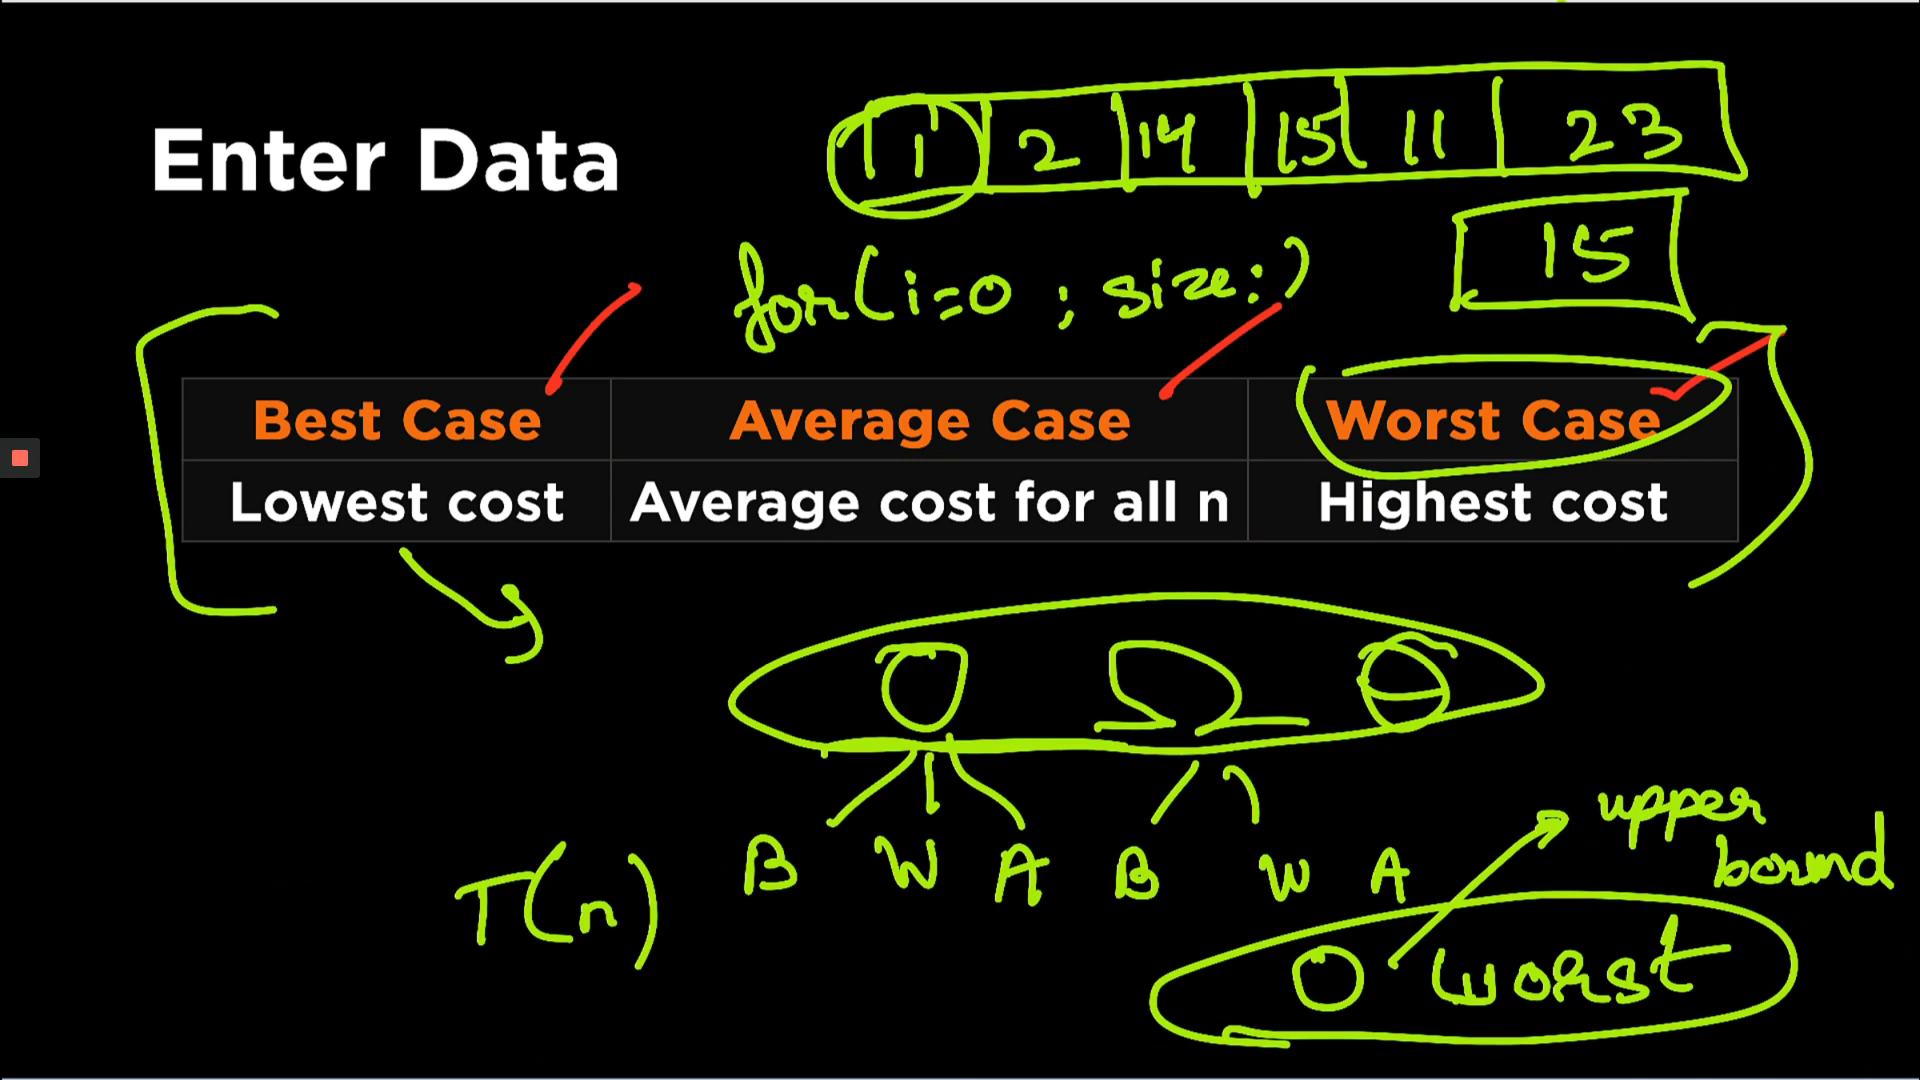 1 2 14 15 11 23
Enter Data
15
for(i=0 ; size:)
Best Case Average Case Worst Case
Lowest cost Average cost for all n Highest cost
O Ω Θ
upper
bound
B W A B W A
T(n)
O worst